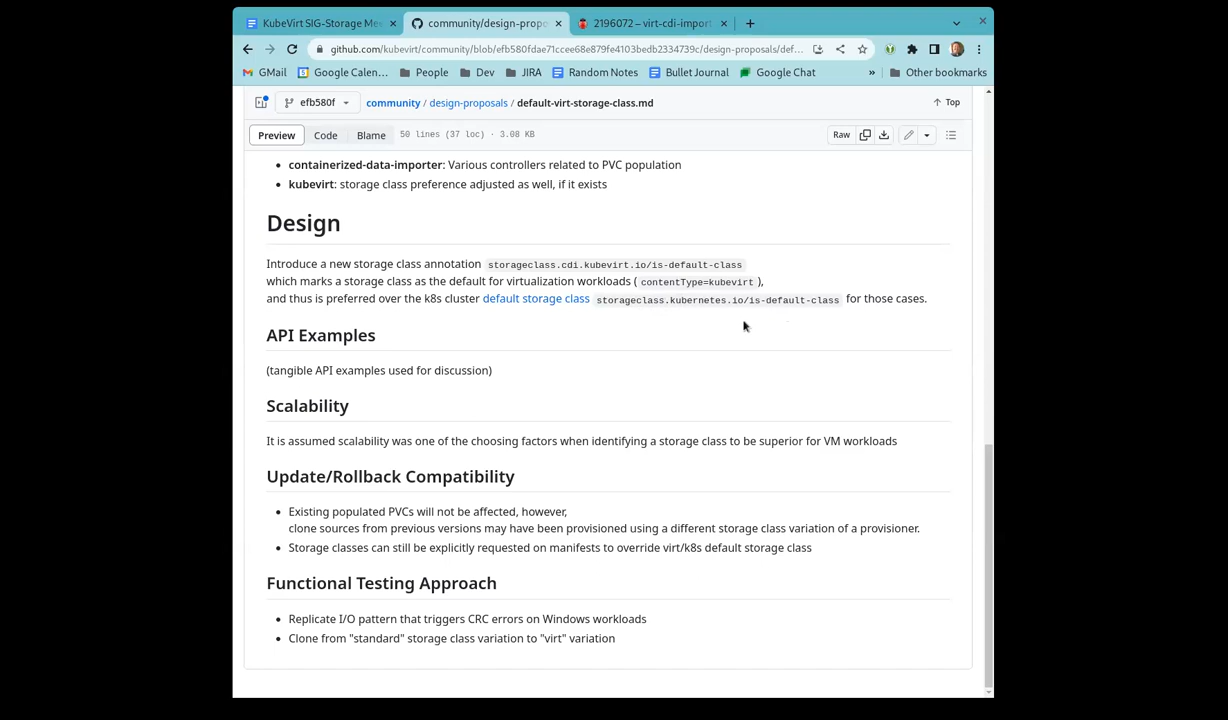 KubeVirt SIG-Storage Me
community/design-propo
2196072 – virt-cdi-import
github.com/kubevirt/community/blob/efb580fdae71ccee68e879fe4103bedb2334739c/design-proposals/def...
GMail
Google Calen...
People
Dev
JIRA
Random Notes
Bullet Journal
Google Chat
»
Other bookmarks
efb580f
community / design-proposals / default-virt-storage-class.md
Top
Preview
Code
Blame
50 lines (37 loc) · 3.08 KB
Raw
• containerized-data-importer: Various controllers related to PVC population
• kubevirt: storage class preference adjusted as well, if it exists
Design
Introduce a new storage class annotation storageclass.cdi.kubevirt.io/is-default-class
which marks a storage class as the default for virtualization workloads ( contentType=kubevirt ),
and thus is preferred over the k8s cluster default storage class storageclass.kubernetes.io/is-default-class for those cases.
API Examples
(tangible API examples used for discussion)
Scalability
It is assumed scalability was one of the choosing factors when identifying a storage class to be superior for VM workloads
Update/Rollback Compatibility
• Existing populated PVCs will not be affected, however,
clone sources from previous versions may have been provisioned using a different storage class variation of a provisioner.
• Storage classes can still be explicitly requested on manifests to override virt/k8s default storage class
Functional Testing Approach
• Replicate I/O pattern that triggers CRC errors on Windows workloads
• Clone from "standard" storage class variation to "virt" variation